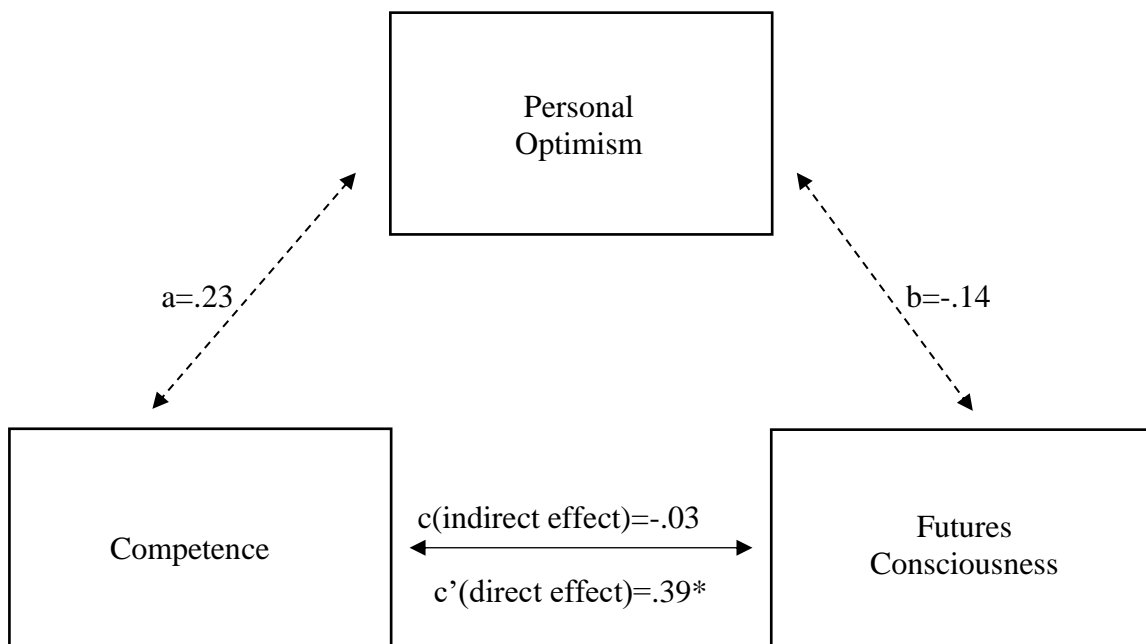 Personal
Optimism
a=.23
b=-.14
c(indirect effect)=-.03
c’(direct effect)=.39*
Competence
Futures
Consciousness